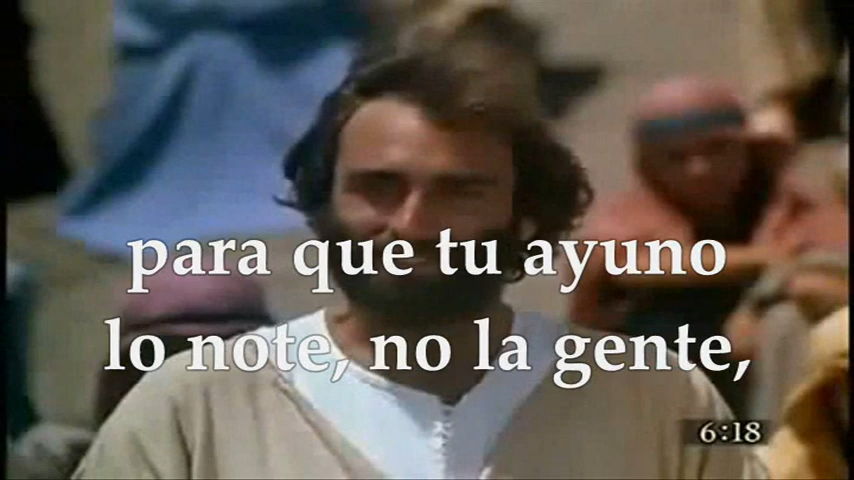 para que tu ayuno
lo note, no la gente,
6:18